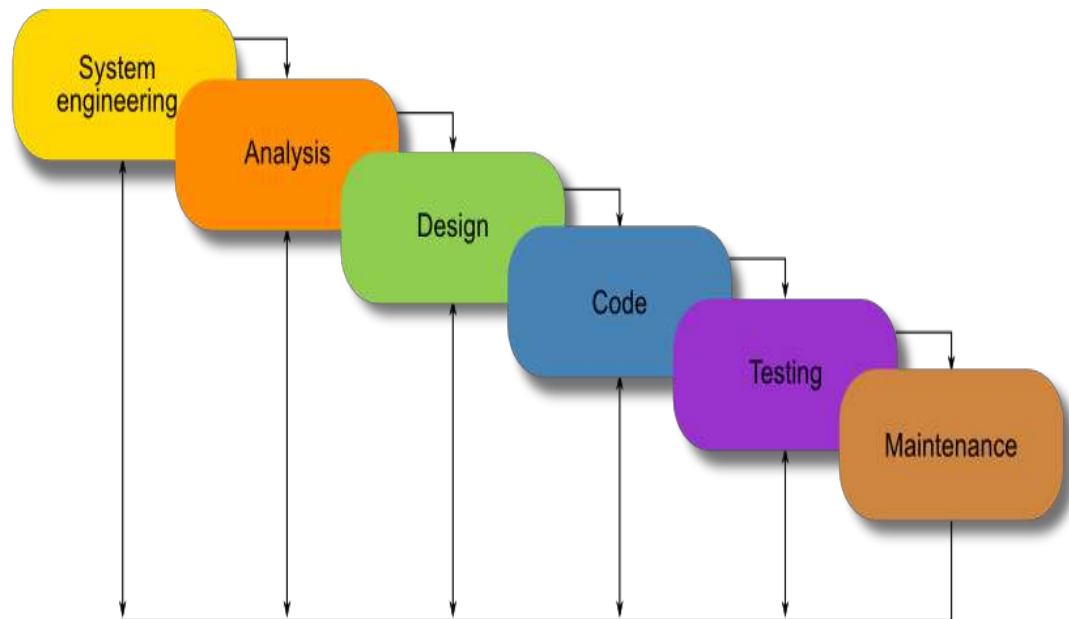 System
engineering
Analysis
Design
Code
Testing
Maintenance